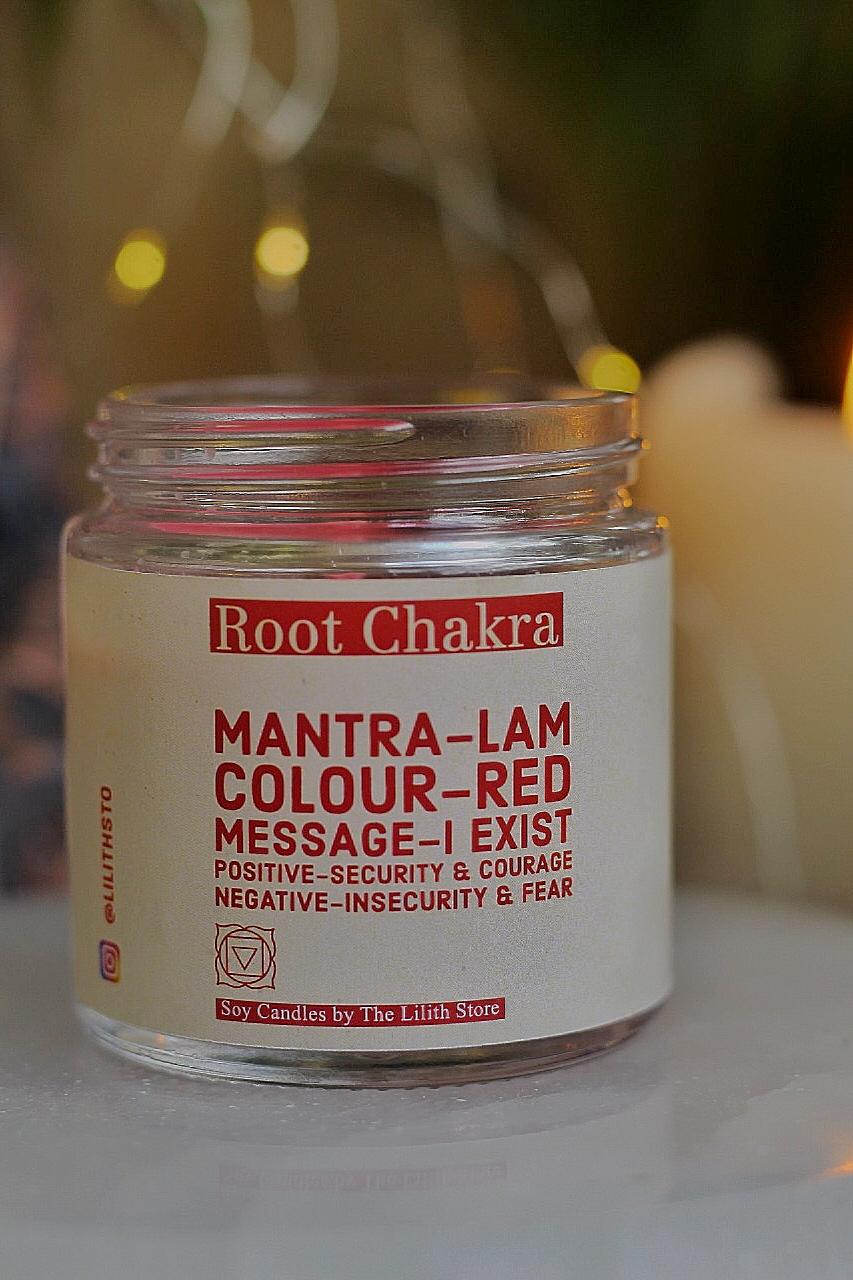 Root Chakra
MANTRA-LAM
COLOUR-RED
MESSAGE-I EXIST
POSITIVE-SECURITY & COURAGE
NEGATIVE-INSECURITY & FEAR
Soy Candles by The Lilith Store
@LILITHSTO